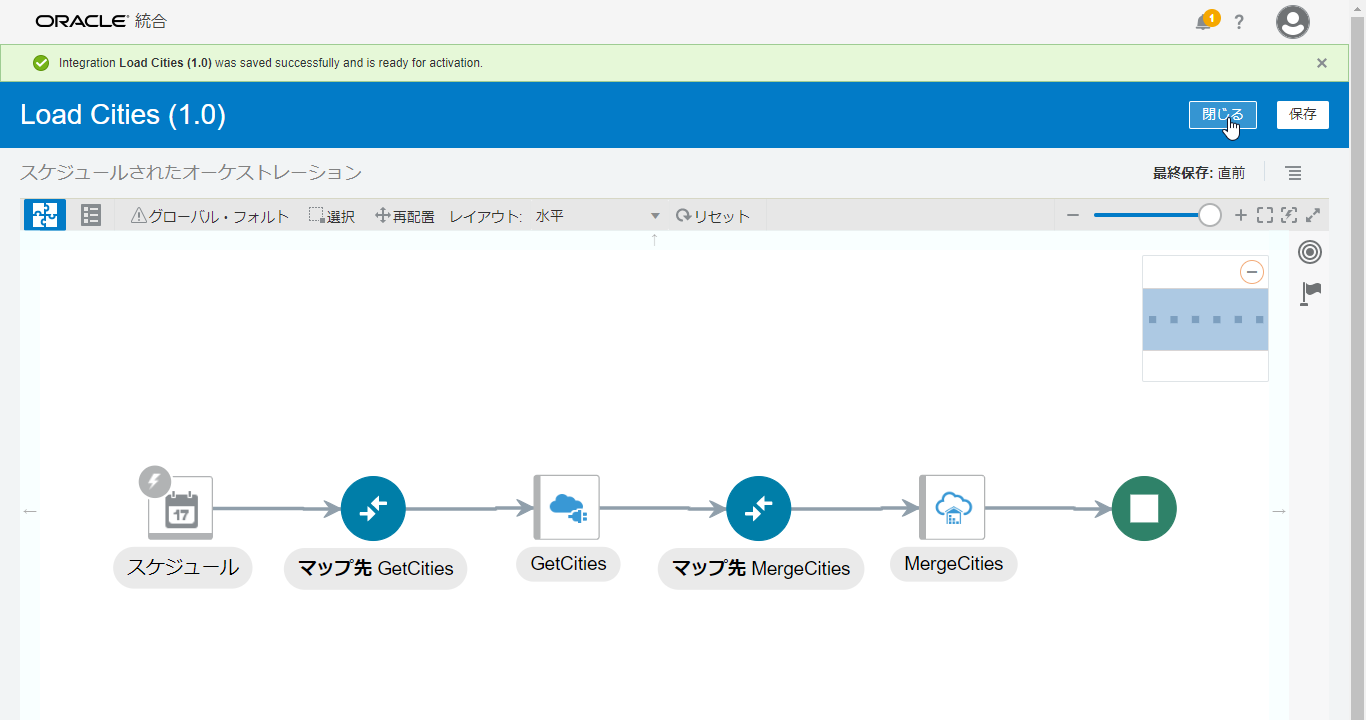 ORACLE® 統合
1
Integration Load Cities (1.0) was saved successfully and is ready for activation.
Load Cities (1.0)
閉じる
保存
スケジュールされたオーケストレーション
最終保存: 直前
グローバル・フォルト
選択
再配置
レイアウト:
水平
リセット
17
スケジュール
マップ先 GetCities
GetCities
マップ先 MergeCities
MergeCities